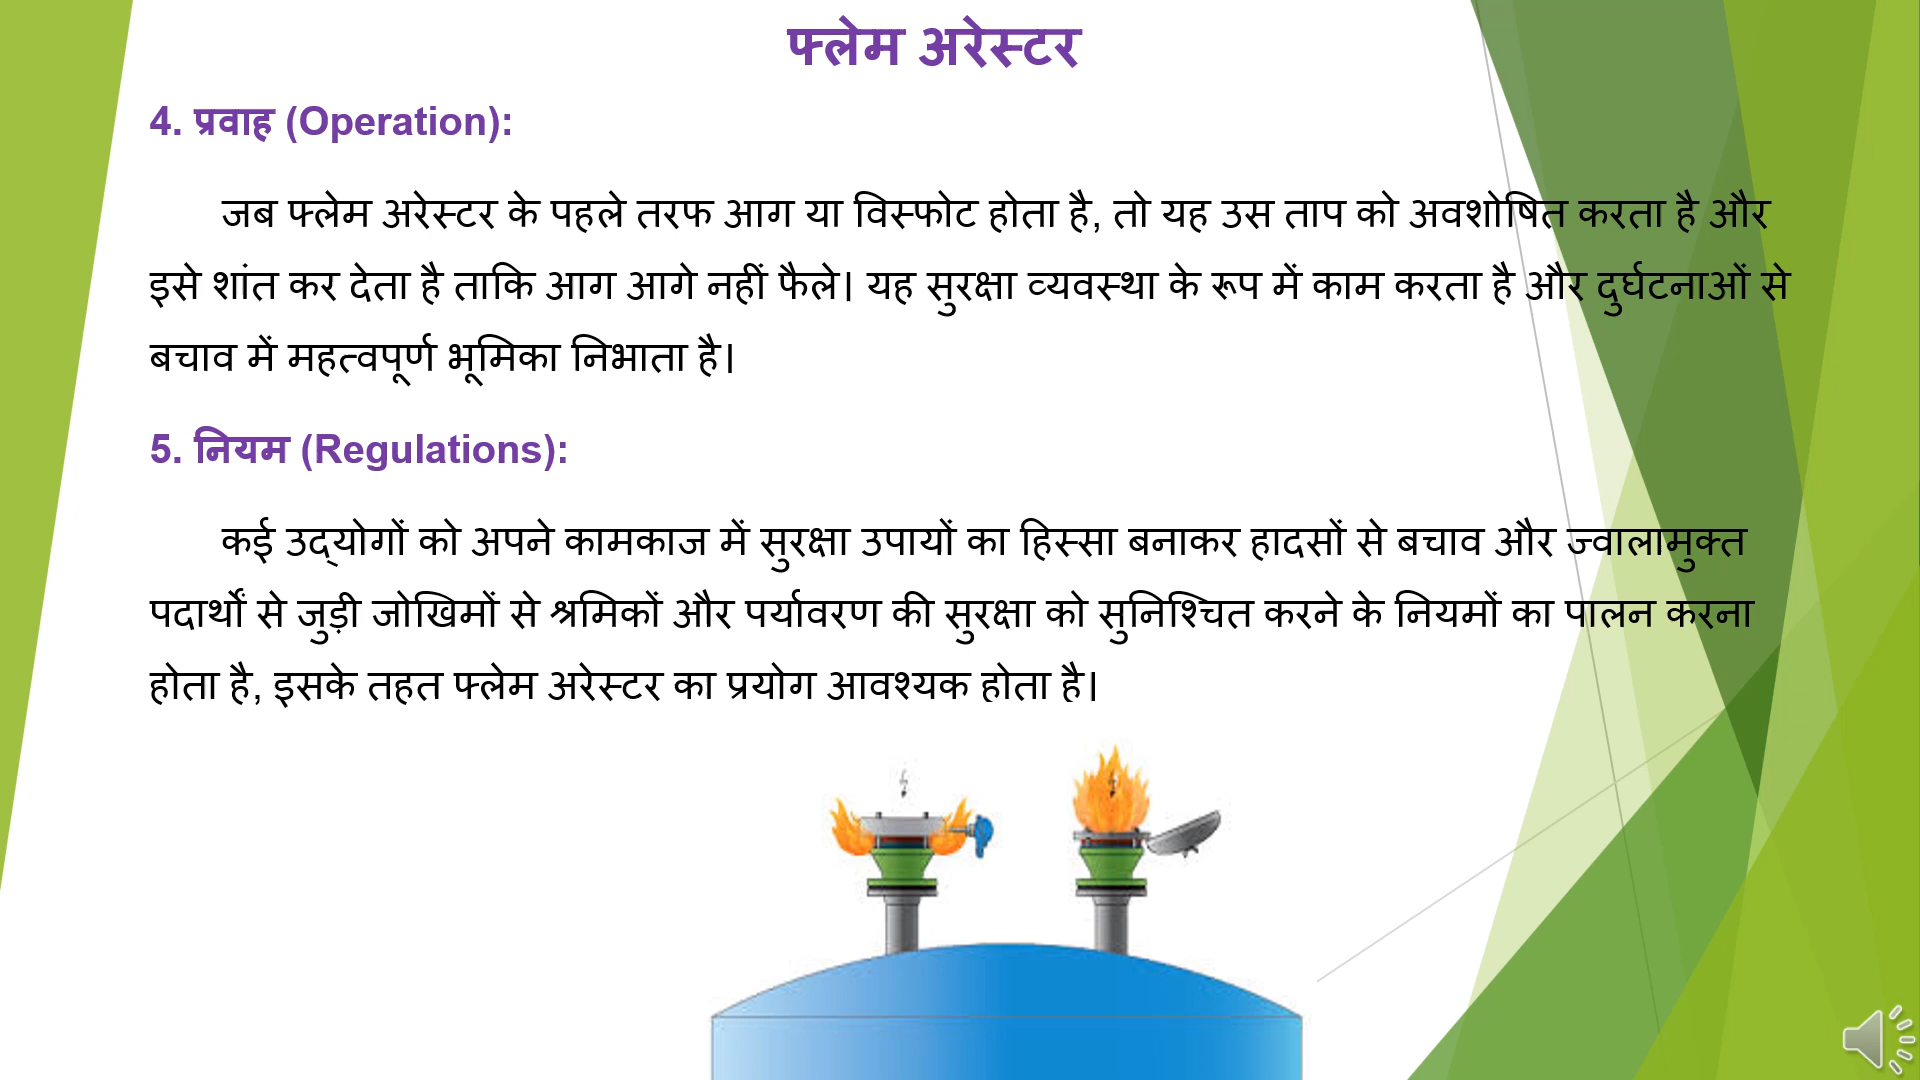 फ्लेम अरेस्टर
4. प्रवाह (Operation):
जब फ्लेम अरेस्टर के पहले तरफ आग या विस्फोट होता है, तो यह उस ताप को अवशोषित करता है और
इसे शांत कर देता है ताकि आग आगे नहीं फैले। यह सुरक्षा व्यवस्था के रूप में काम करता है और दुर्घटनाओं से
बचाव में महत्वपूर्ण भूमिका निभाता है।
5. नियम (Regulations):
कई उद्योगों को अपने कामकाज में सुरक्षा उपायों का हिस्सा बनाकर हादसों से बचाव और ज्वालामुक्त
पदार्थों से जुड़ी जोखिमों से श्रमिकों और पर्यावरण की सुरक्षा को सुनिश्चित करने के नियमों का पालन करना
होता है, इसके तहत फ्लेम अरेस्टर का प्रयोग आवश्यक होता है।